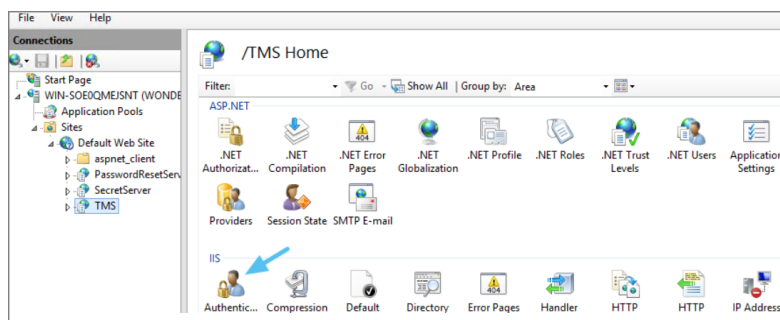 File View Help
Connections
Start Page
WIN-SOE0QMEJSNT (WONDE
Application Pools
Sites
Default Web Site
aspnet_client
PasswordResetServ
SecretServer
TMS
/TMS Home
Filter: Go Show All Group by: Area
ASP.NET
.NET Authorizat... .NET Compilation .NET Error Pages .NET Globalization .NET Profile .NET Roles .NET Trust Levels .NET Users Application Settings
404
Providers Session State SMTP E-mail
IIS
404
Authentic... Compression Default Directory Error Pages Handler HTTP HTTP IP Address